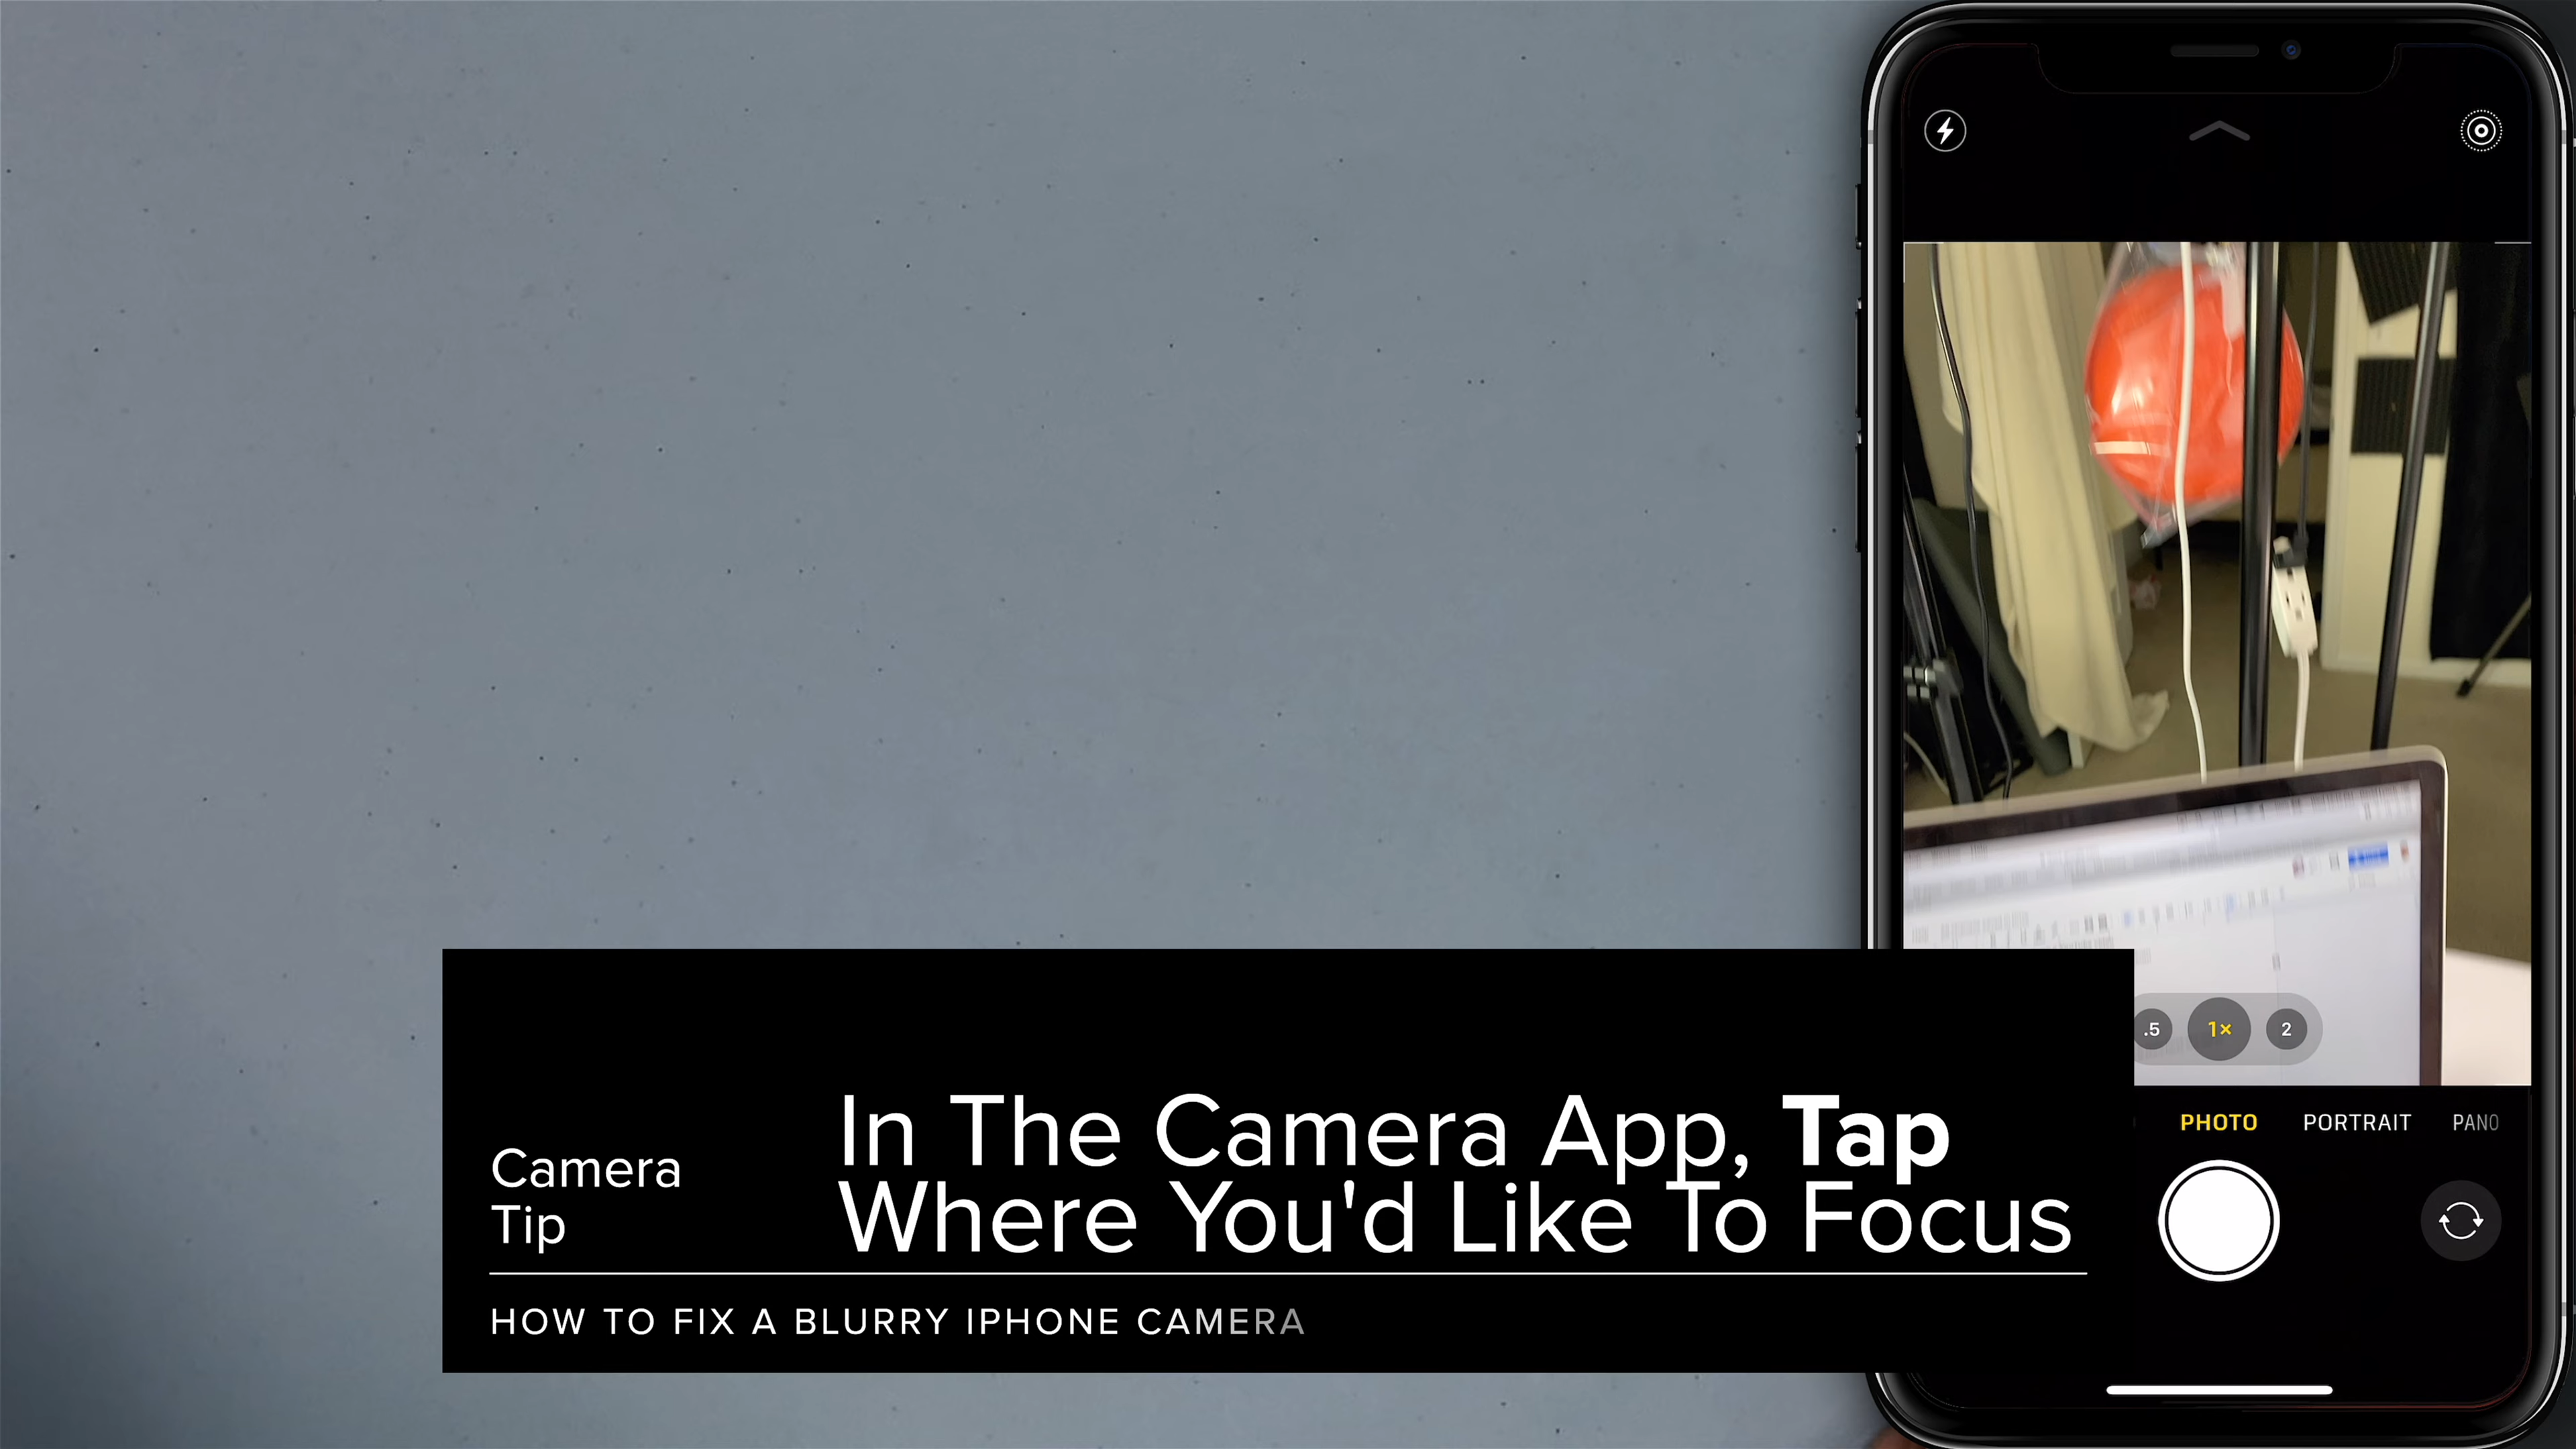 .5 1× 2
PHOTO PORTRAIT PANO
Camera
Tip
In The Camera App, Tap
Where You'd Like To Focus
HOW TO FIX A BLURRY IPHONE CAMERA